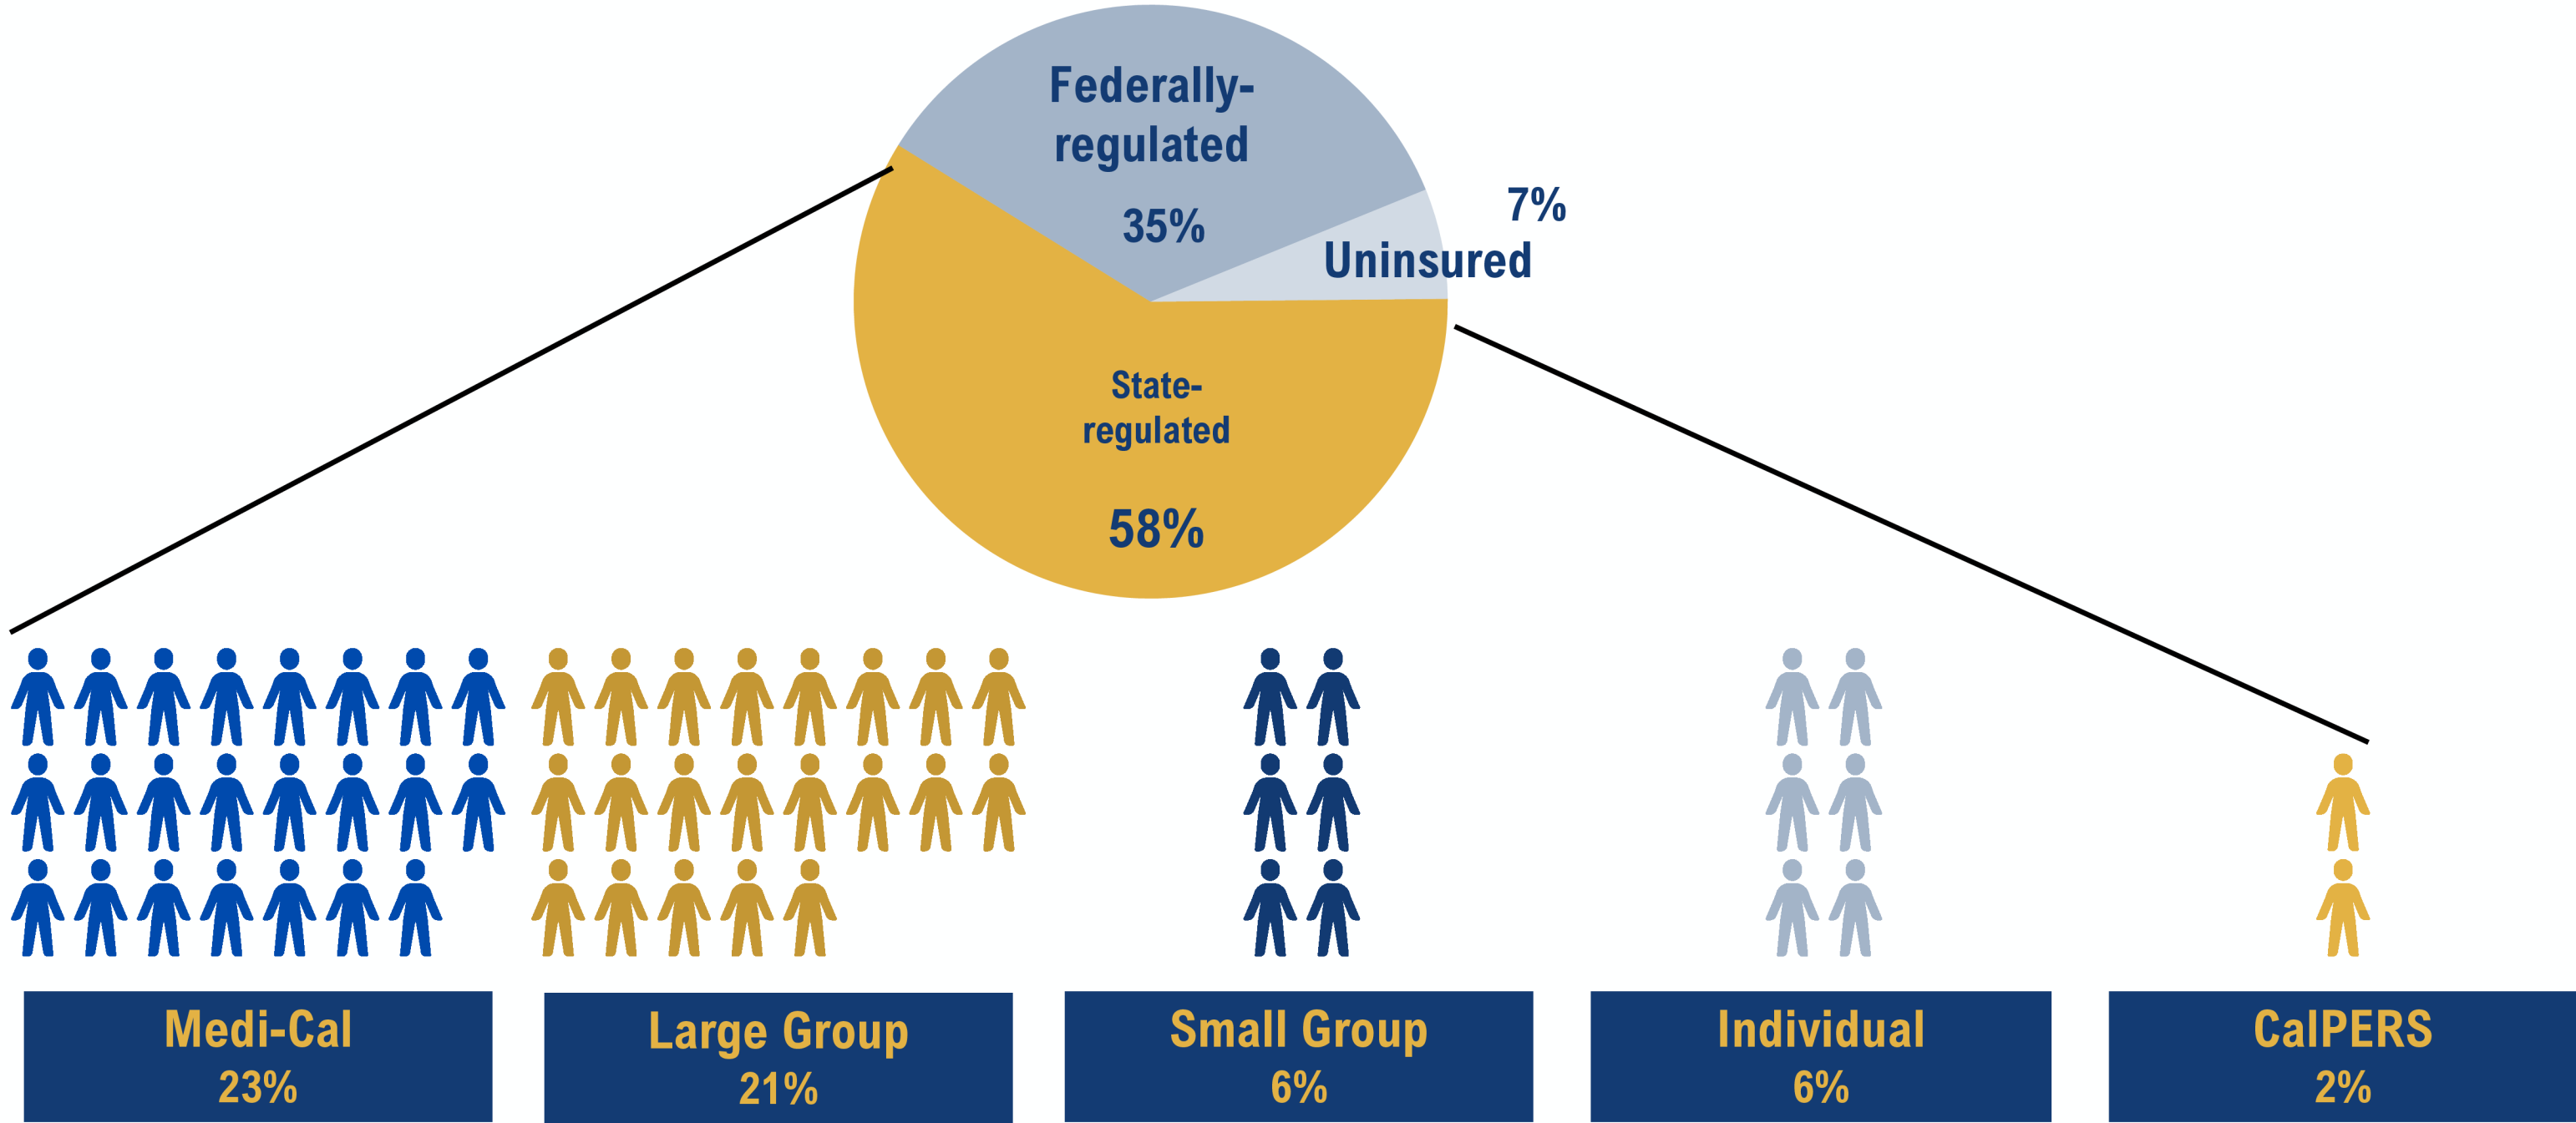 Federally-
regulated
35%
7%
Uninsured
State-
regulated
58%
Medi-Cal
23%
Large Group
21%
Small Group
6%
Individual
6%
CalPERS
2%